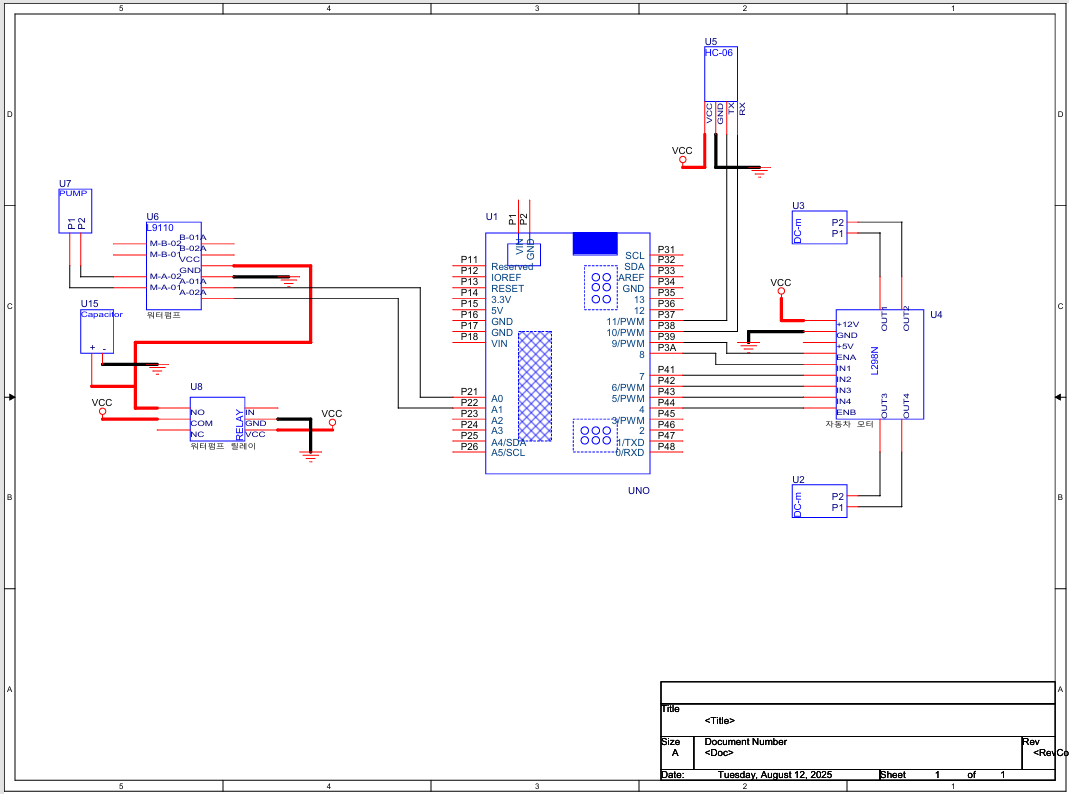 5 4 3 2 1
D D
C C
B B
A A
5 4 3 2 1
U5
HC-06
VCC
GND
TX
RX
VCC
U7
PUMP
P1
P2
U6
L9110
M-B-02
M-B-01
M-A-02
M-A-01
B-01A
B-02A
VCC
GND
A-01A
A-02A
워터펌프
U15
Capacitor
+ -
VCC
U8
NO
COM
NC
RELAY
IN
GND
VCC
워터펌프 릴레이
VCC
U1
P1
P2
VIN
GND
P11 Reserved
P12 IOREF
P13 RESET
P14 3.3V
P15 5V
P16 GND
P17 GND
P18 VIN
P21 A0
P22 A1
P23 A2
P24 A3
P25 A4/SDA
P26 A5/SCL
SCL P31
SDA P32
AREF P33
GND P34
13 P35
12 P36
11/PWM P37
10/PWM P38
9/PWM P39
8 P3A
7 P41
6/PWM P42
5/PWM P43
4 P44
3/PWM P45
2 P46
1/TXD P47
0/RXD P48
UNO
U3
DC-m
P2
P1
VCC
U4
+12V
GND
+5V
ENA
IN1
IN2
IN3
IN4
ENB
L298N
OUT1
OUT2
OUT3
OUT4
자동차 모터
U2
DC-m
P2
P1
Title
<Title>
Size Document Number Rev
A <Doc> <RevCo
Date: Tuesday, August 12, 2025 Sheet 1 of 1